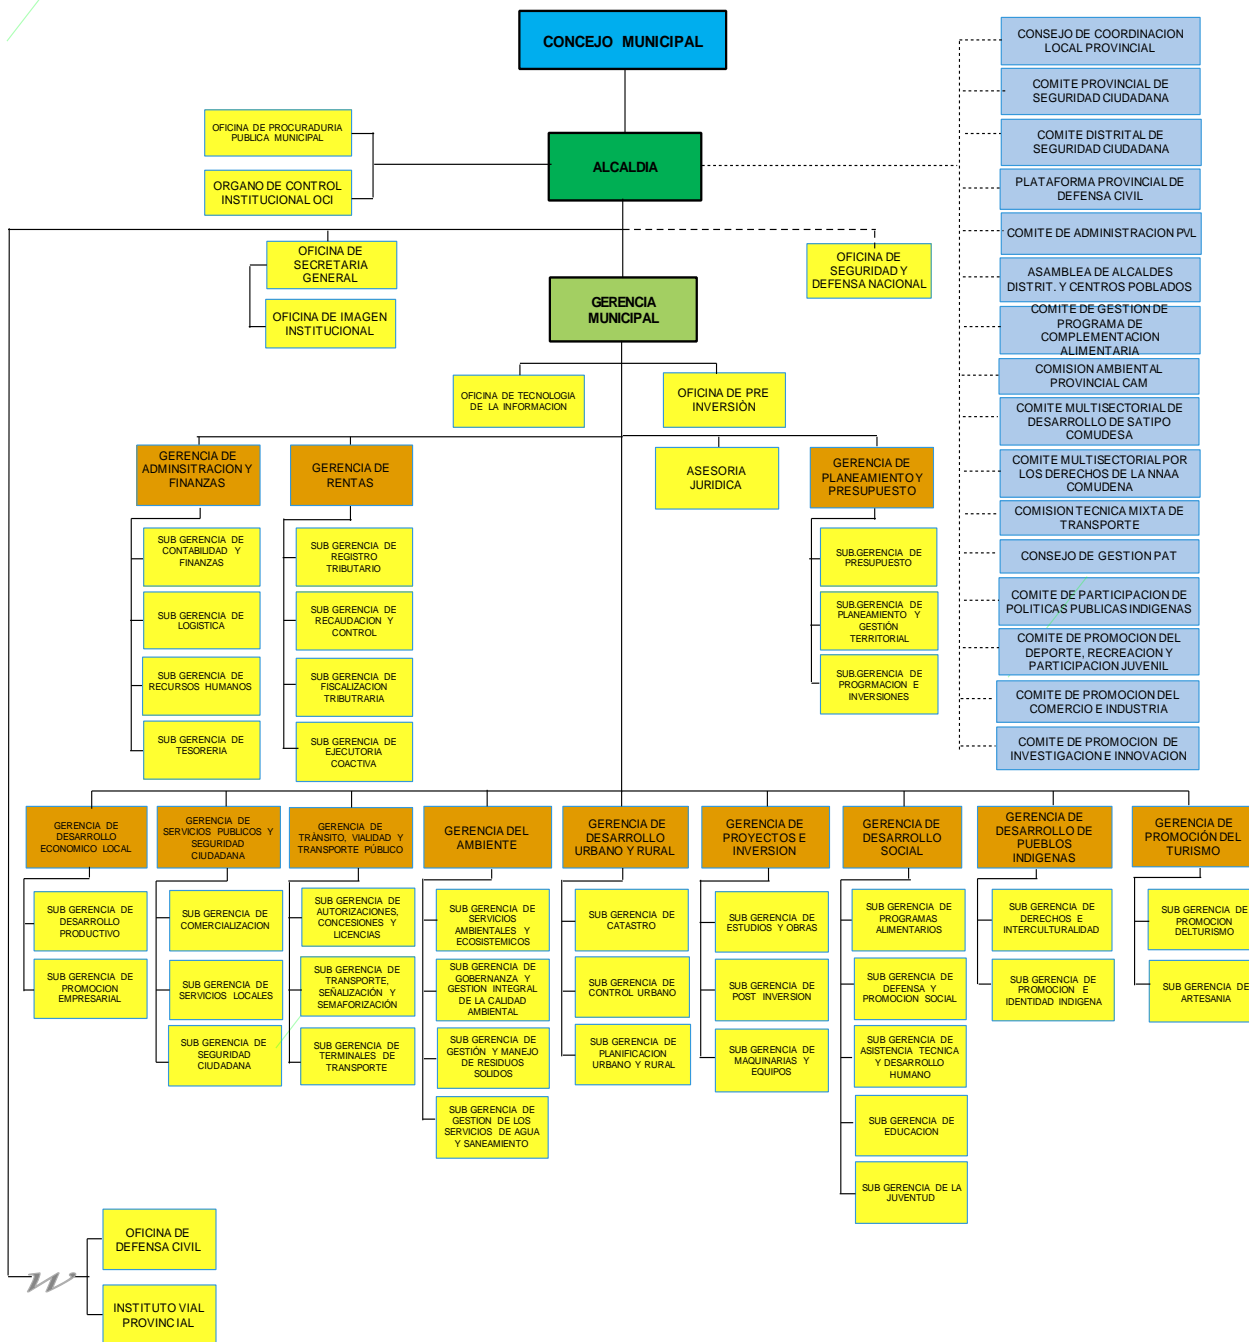 CONCEJO MUNICIPAL
OFICINA DE PROCURADURIA
PUBLICA MUNICIPAL
ALCALDIA
ORGANO DE CONTROL
INSTITUCIONAL OCI
OFICINA DE
SECRETARIA
GENERAL
OFICINA DE
SEGURIDAD Y
DEFENSA NACIONAL
OFICINA DE IMAGEN
INSTITUCIONAL
GERENCIA
MUNICIPAL
OFICINA DE TECNOLOGIA
DE LA INFORMACION
OFICINA DE PRE
INVERSIÒN
CONSEJO DE COORDINACION
LOCAL PROVINCIAL
COMITE PROVINCIAL DE
SEGURIDAD CIUDADANA
COMITE DISTRITAL DE
SEGURIDAD CIUDADANA
PLATAFORMA PROVINCIAL DE
DEFENSA CIVIL
COMITE DE ADMINISTRACION PVL
ASAMBLEA DE ALCALDES
DISTRIT. Y CENTROS POBLADOS
COMITE DE GESTION DE
PROGRAMA DE
COMPLEMENTACION
ALIMENTARIA
COMISION AMBIENTAL
PROVINCIAL CAM
COMITE MULTISECTORIAL DE
DESARROLLO DE SATIPO
COMUDESA
COMITE MULTISECTORIAL POR
LOS DERECHOS DE LA NNAA
COMUDENA
COMISION TECNICA MIXTA DE
TRANSPORTE
CONSEJO DE GESTION PAT
COMITE DE PARTICIPACION DE
POLITICAS PUBLICAS INDIGENAS
COMITE DE PROMOCION DEL
DEPORTE, RECREACION Y
PARTICIPACION JUVENIL
COMITE DE PROMOCION DEL
COMERCIO E INDUSTRIA
COMITE DE PROMOCION DE
INVESTIGACION E INNOVACION
GERENCIA DE
ADMINSITRACION Y
FINANZAS
SUB GERENCIA DE
CONTABILIDAD Y
FINANZAS
SUB GERENCIA DE
LOGISTICA
SUB GERENCIA DE
RECURSOS HUMANOS
SUB GERENCIA DE
TESORERIA
GERENCIA DE
RENTAS
SUB GERENCIA DE
REGISTRO
TRIBUTARIO
SUB GERENCIA DE
RECAUDACION Y
CONTROL
SUB GERENCIA DE
FISCALIZACION
TRIBUTRARIA
SUB GERENCIA DE
EJECUTORIA
COACTIVA
ASESORIA
JURIDICA
GERENCIA DE
PLANEAMIENTO Y
PRESUPUESTO
SUB.GERENCIA DE
PRESUPUESTO
SUB.GERENCIA DE
PLANEAMIENTO Y
GESTIÓN
TERRITORIAL
SUB.GERENCIA DE
PROGRMACION E
INVERSIONES
GERENCIA DE
DESARROLLO
ECONOMICO LOCAL
SUB GERENCIA DE
DESARROLLO
PRODUCTIVO
SUB GERENCIA DE
PROMOCION
EMPRESARIAL
GERENCIA DE
SERVICIOS PUBLICOS Y
SEGURIDAD
CIUDADANA
SUB GERENCIA DE
COMERCIALIZACION
SUB GERENCIA DE
SERVICIOS LOCALES
SUB GERENCIA DE
SEGURIDAD
CIUDADANA
GERENCIA DE
TRÀNSITO, VIALIDAD Y
TRANSPORTE PÚBLICO
SUB GERENCIA DE
AUTORIZACIONES,
CONCESIONES Y
LICENCIAS
SUB GERENCIA DE
TRANSPORTE,
SEÑALIZACIÓN Y
SEMAFORIZACIÓN
SUB GERENCIA DE
TERMINALES DE
TRANSPORTE
GERENCIA DEL
AMBIENTE
SUB GERENCIA DE
SERVICIOS
AMBIENTALES Y
ECOSISTEMICOS
SUB GERENCIA DE
GOBERNANZA Y
GESTION INTEGRAL
DE LA CALIDAD
AMBIENTAL
SUB GERENCIA DE
GESTIÓN Y MANEJO
DE RESIDUOS
SOLIDOS
SUB GERENCIA DE
GESTION DE LOS
SERVICIOS DE AGUA
Y SANEAMIENTO
GERENCIA DE
DESARROLLO
URBANO Y RURAL
SUB GERENCIA DE
CATASTRO
SUB GERENCIA DE
CONTROL URBANO
SUB GERENCIA DE
PLANIFICACION
URBANO Y RURAL
GERENCIA DE
PROYECTOS E
INVERSION
SUB GERENCIA DE
ESTUDIOS Y OBRAS
SUB GERENCIA DE
POST INVERSION
SUB GERENCIA DE
MAQUINARIAS Y
EQUIPOS
GERENCIA DE
DESARROLLO
SOCIAL
SUB GERENCIA DE
PROGRAMAS
ALIMENTARIOS
SUB GERENCIA DE
DEFENSA Y
PROMOCION SOCIAL
SUB GERENCIA DE
ASISTENCIA TECNICA
Y DESARROLLO
HUMANO
SUB GERENCIA DE
EDUCACION
SUB GERENCIA DE LA
JUVENTUD
GERENCIA DE
DESARROLLO DE
PUEBLOS
INDIGENAS
SUB GERENCIA DE
DERECHOS E
INTERCULTURALIDAD
SUB GERENCIA DE
PROMOCION E
IDENTIDAD INDIGENA
GERENCIA DE
PROMOCIÓN DEL
TURISMO
SUB GERENCIA DE
PROMOCION
DELTURISMO
SUB GERENCIA DE
ARTESANIA
OFICINA DE
DEFENSA CIVIL
w
INSTITUTO VIAL
PROVINCIAL